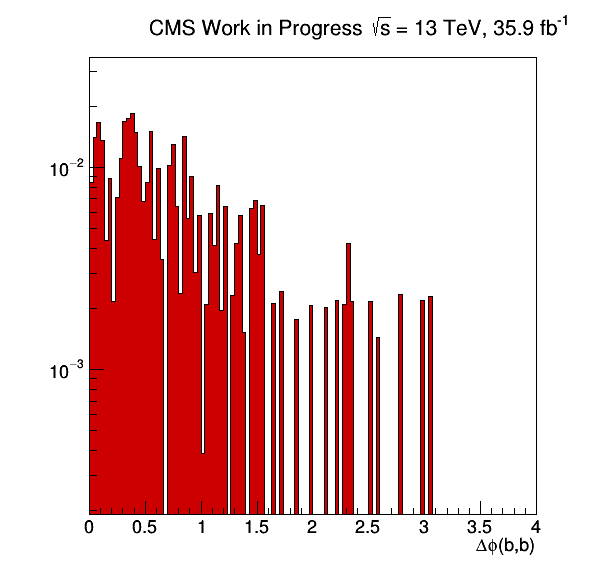 CMS Work in Progress √s = 13 TeV, 35.9 fb⁻¹
10⁻²
10⁻³
0 0.5 1 1.5 2 2.5 3 3.5 4
Δϕ(b,b)